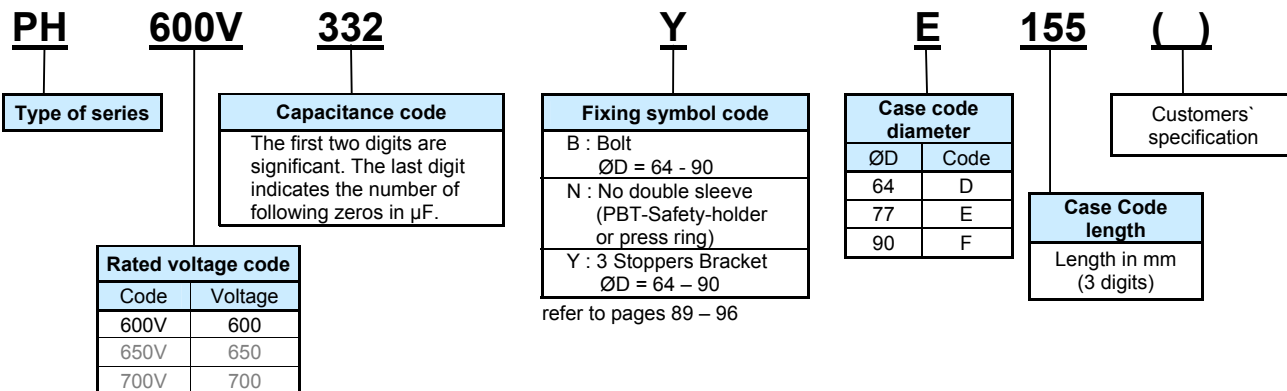 PH 600V 332 Y E 155 ( )
Type of series
Capacitance code
The first two digits are
significant. The last digit
indicates the number of
following zeros in µF.
Rated voltage code
Code Voltage
600V 600
650V 650
700V 700
Fixing symbol code
B : Bolt
ØD = 64 - 90
N : No double sleeve
(PBT-Safety-holder
or press ring)
Y : 3 Stoppers Bracket
ØD = 64 – 90
refer to pages 89 – 96
Case code
diameter
ØD Code
64 D
77 E
90 F
Case Code
length
Length in mm
(3 digits)
Customers`
specification